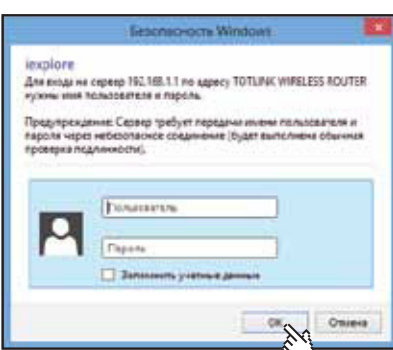 Безопасность Windows
iexplore
Для входа на сервер 192.168.1.1 по адресу TOTLINK WIRELESS ROUTER
нужны имя пользователя и пароль.
Предупреждение: Сервер требует передачи имени пользователя и
пароля через небезопасное соединение (будет выполнена обычная
проверка подлинности).
Пользователь
Пароль
Запомнить учетные данные
ОК
Отмена